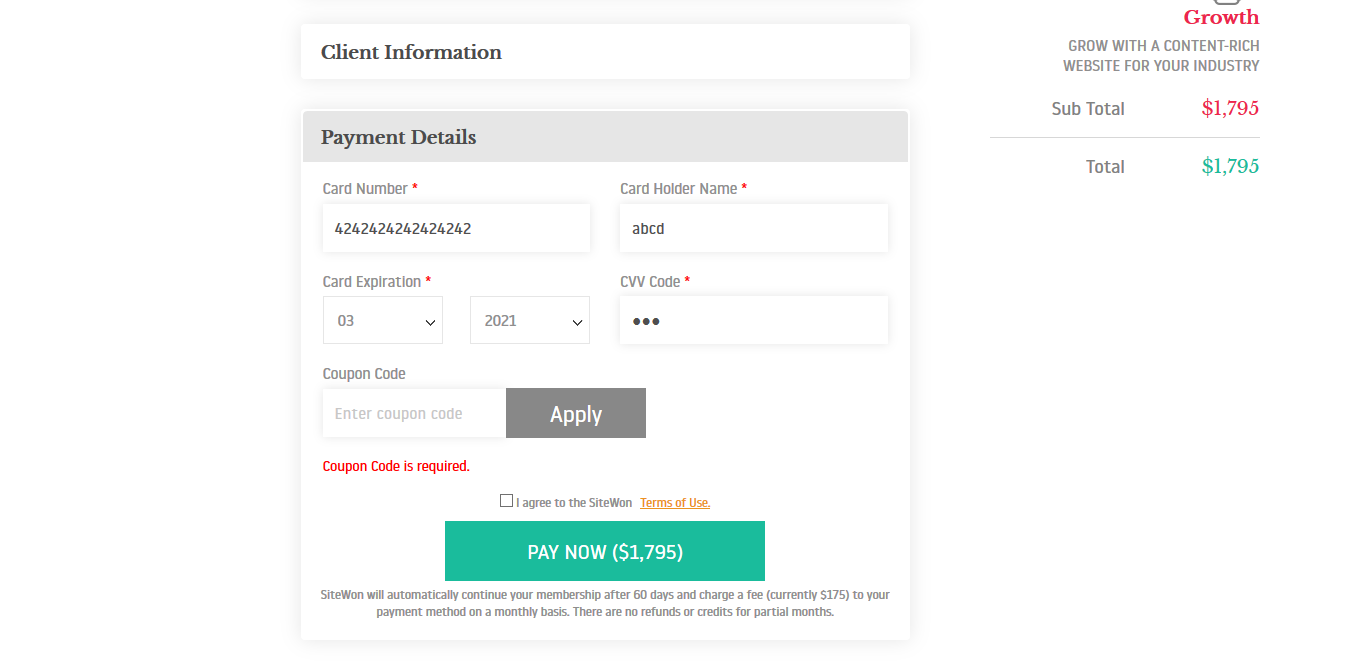 Client Information
Payment Details
Card Number *
Card Holder Name *
4242424242424242
abcd
Card Expiration *
CVV Code *
03
2021
•••
Coupon Code
Enter coupon code
Apply
Coupon Code is required.
I agree to the SiteWon Terms of Use.
PAY NOW ($1,795)
SiteWon will automatically continue your membership after 60 days and charge a fee (currently $175) to your
payment method on a monthly basis. There are no refunds or credits for partial months.
Growth
GROW WITH A CONTENT-RICH
WEBSITE FOR YOUR INDUSTRY
Sub Total $1,795
Total $1,795